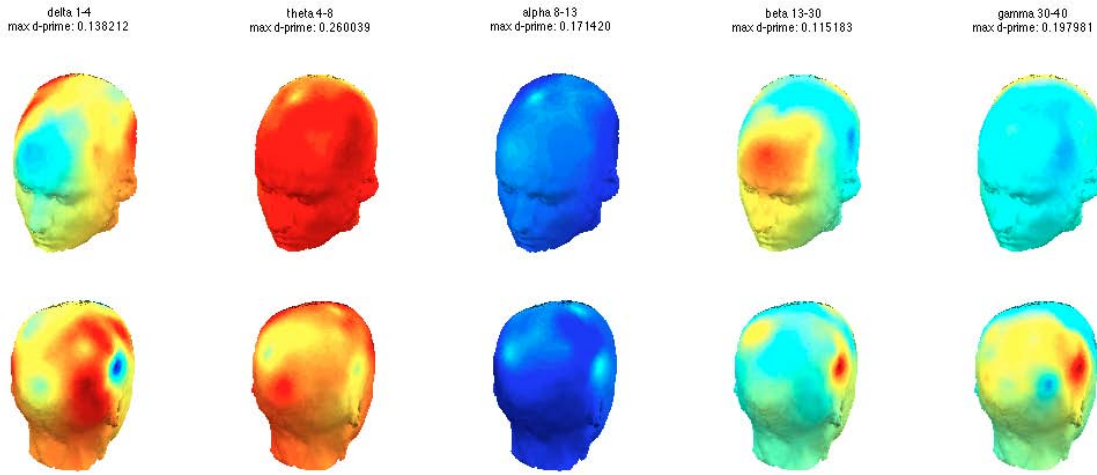 delta 1-4
max d-prime: 0.138212
theta 4-8
max d-prime: 0.260039
alpha 8-13
max d-prime: 0.171420
beta 13-30
max d-prime: 0.115183
gamma 30-40
max d-prime: 0.197981